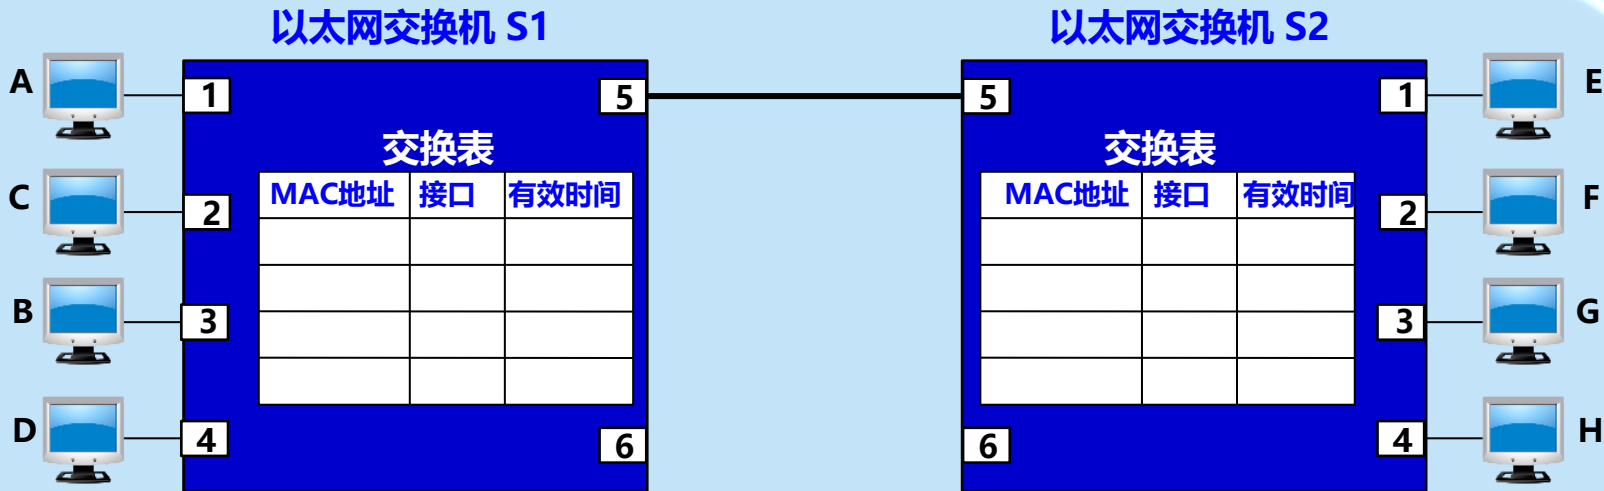 以太网交换机 S1
以太网交换机 S2
A
1
5
5
1
E
交换表
交换表
MAC地址 接口 有效时间
MAC地址 接口 有效时间
C
2
2
F
B
3
3
G
D
4
6
6
4
H